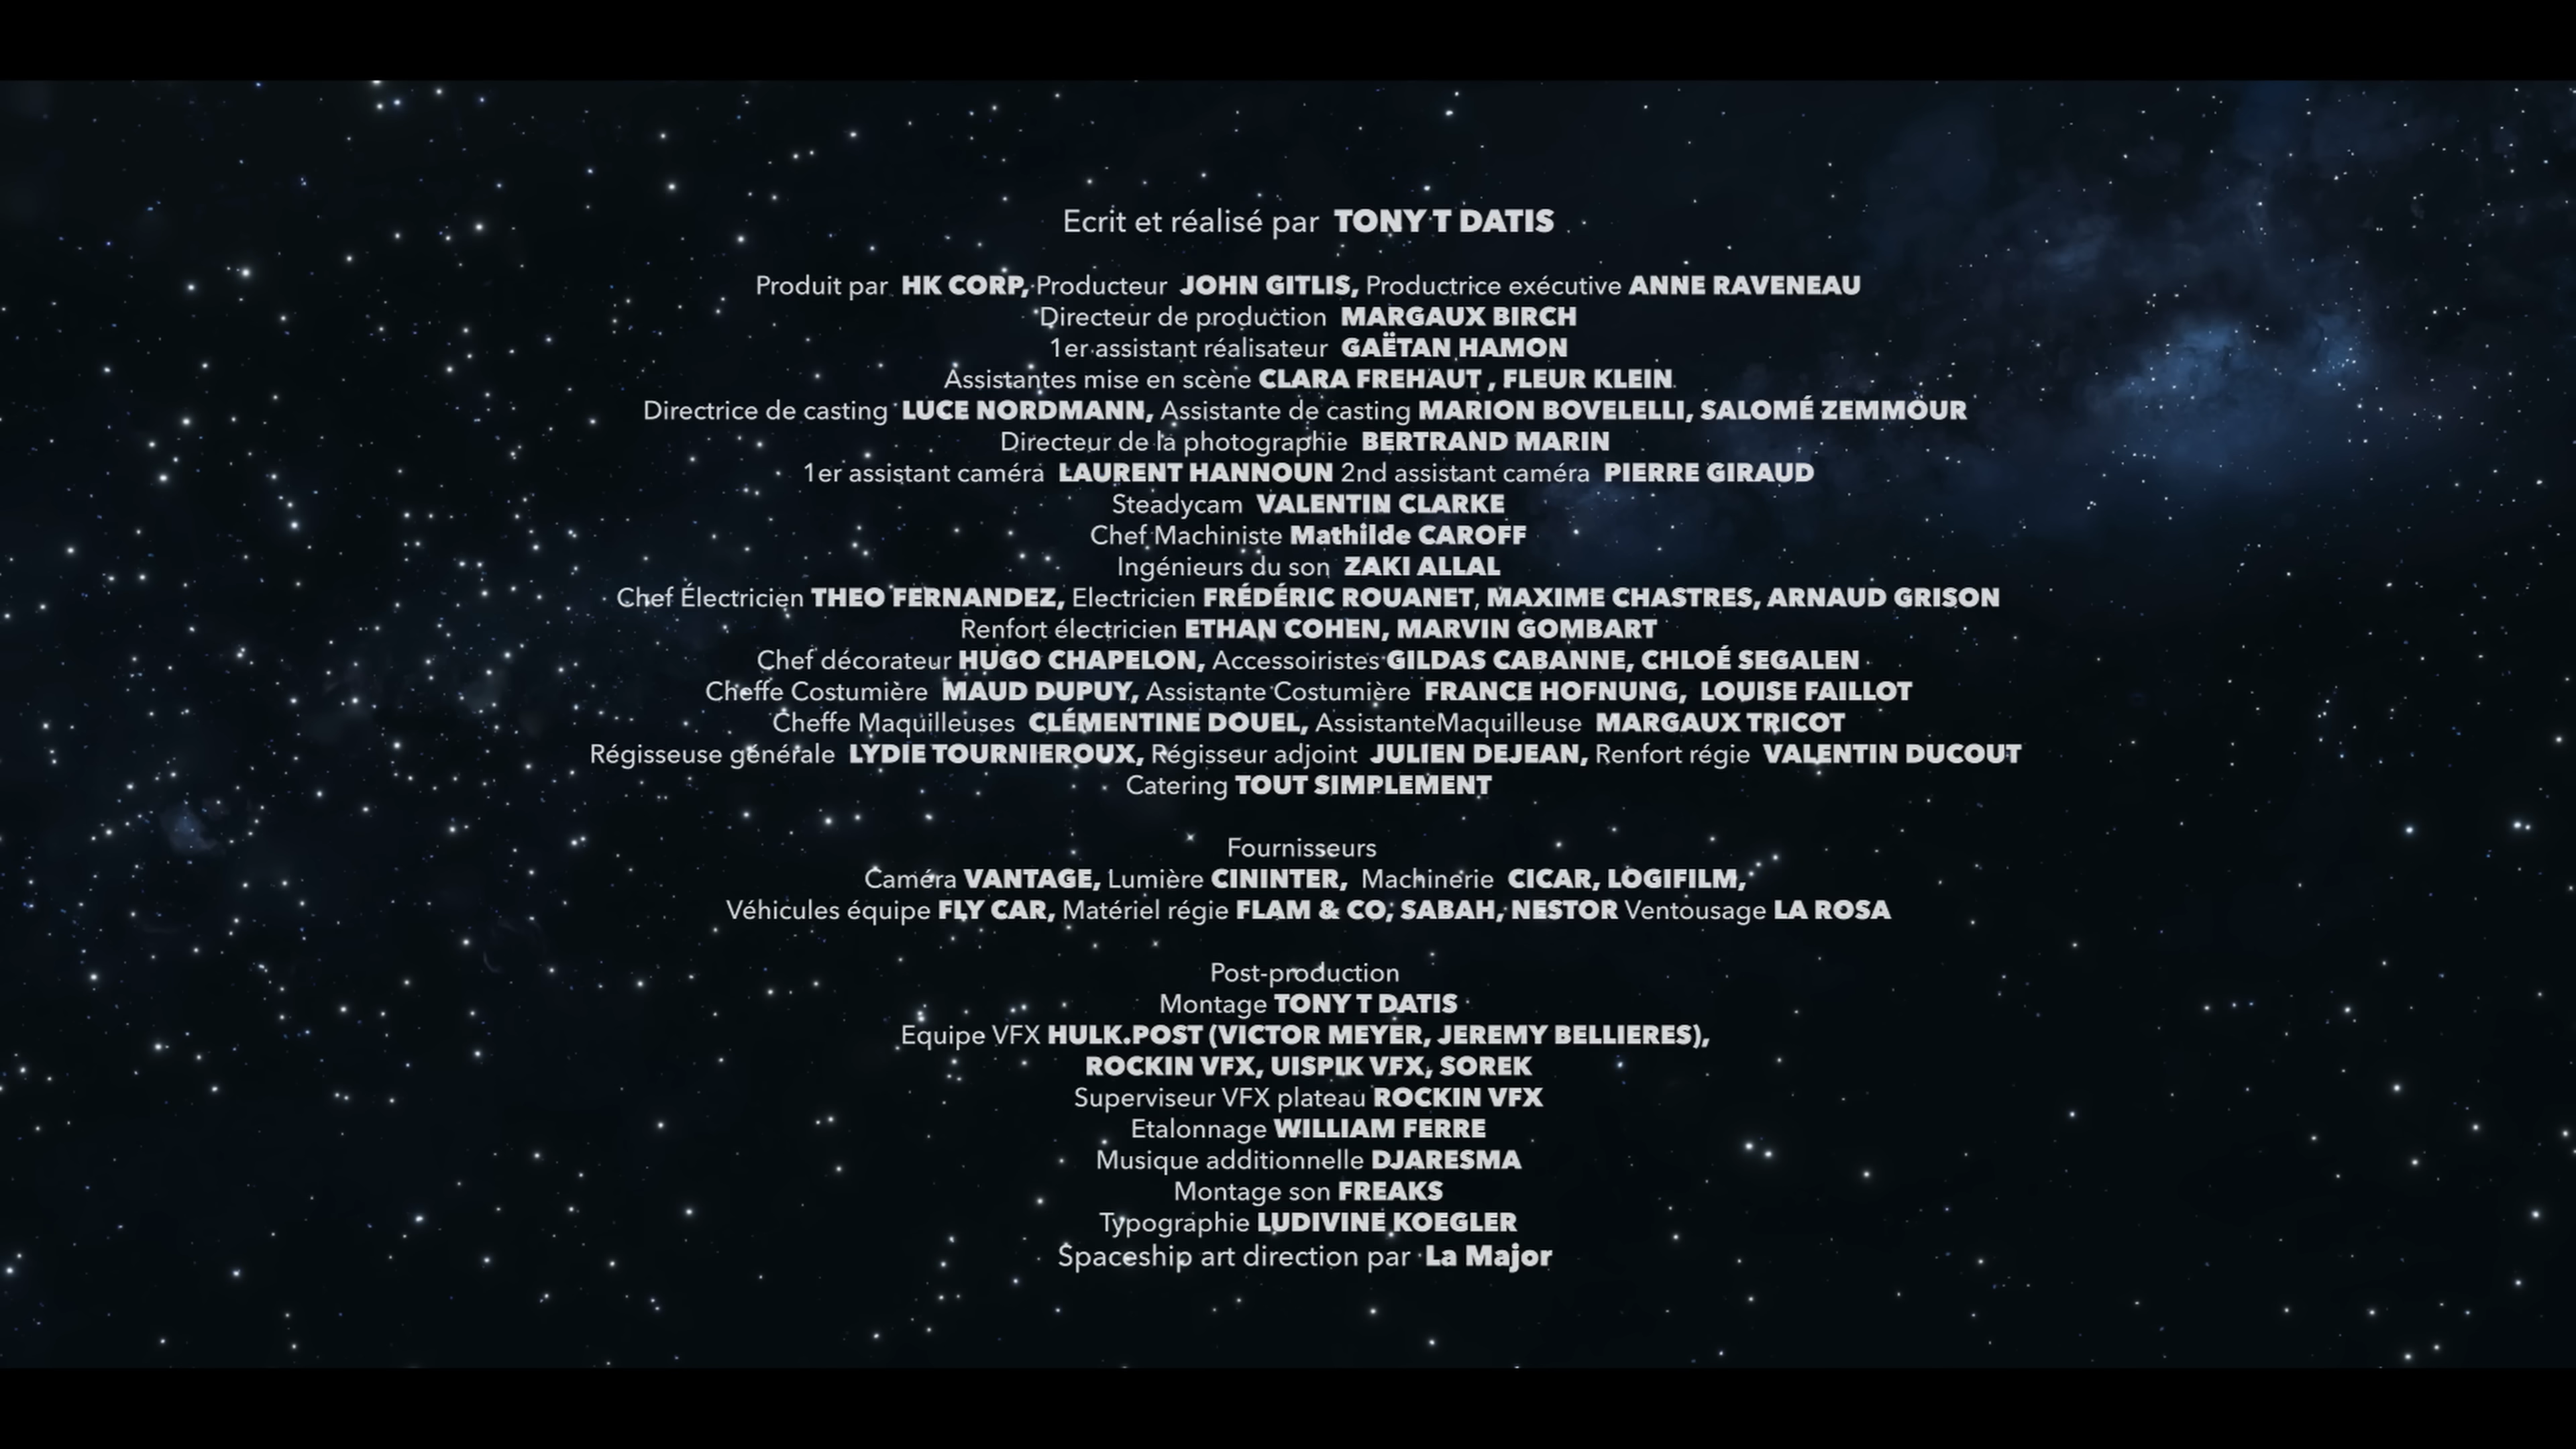 Ecrit et réalisé par TONY T DATIS
Produit par HK CORP, Producteur JOHN GITLIS, Productrice exécutive ANNE RAVENEAU
Directeur de production MARGAUX BIRCH
1er assistant réalisateur GAËTAN HAMON
Assistantes mise en scène CLARA FREHAUT , FLEUR KLEIN
Directrice de casting LUCE NORDMANN, Assistante de casting MARION BOVELELLI, SALOMÉ ZEMMOUR
Directeur de la photographie BERTRAND MARIN
1er assistant caméra LAURENT HANNOUN 2nd assistant caméra PIERRE GIRAUD
Steadycam VALENTIN CLARKE
Chef Machiniste Mathilde CAROFF
Ingénieurs du son ZAKI ALLAL
Chef Électricien THEO FERNANDEZ, Electricien FRÉDÉRIC ROUANET, MAXIME CHASTRES, ARNAUD GRISON
Renfort électricien ETHAN COHEN, MARVIN GOMBART
Chef décorateur HUGO CHAPELON, Accessoiristes GILDAS CABANNE, CHLOÉ SEGALEN
Cheffe Costumière MAUD DUPUY, Assistante Costumière FRANCE HOFNUNG, LOUISE FAILLOT
Cheffe Maquilleuses CLÉMENTINE DOUEL, AssistanteMaquilleuse MARGAUX TRICOT
Régisseuse générale LYDIE TOURNIEROUX, Régisseur adjoint JULIEN DEJEAN, Renfort régie VALENTIN DUCOUT
Catering TOUT SIMPLEMENT
Fournisseurs
Caméra VANTAGE, Lumière CININTER, Machinerie CICAR, LOGIFILM,
Véhicules équipe FLY CAR, Matériel régie FLAM & CO, SABAH, NESTOR Ventousage LA ROSA
Post-production
Montage TONY T DATIS
Equipe VFX HULK.POST (VICTOR MEYER, JEREMY BELLIERES),
ROCKIN VFX, UISPIK VFX, SOREK
Superviseur VFX plateau ROCKIN VFX
Etalonnage WILLIAM FERRE
Musique additionnelle DJARESMA
Montage son FREAKS
Typographie LUDIVINE KOEGLER
Spaceship art direction par La Major